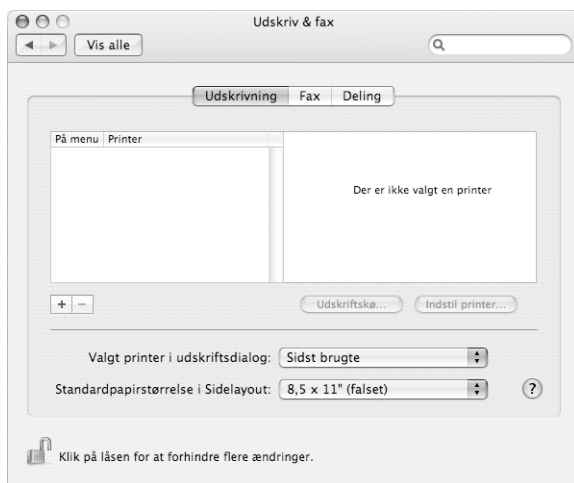 Udskriv & fax
Vis alle
Udskrivning Fax Deling
På menu Printer
Der er ikke valgt en printer
+ −
Udskriftskø... Indstil printer...
Valgt printer i udskriftsdialog: Sidst brugte
Standardpapirstørrelse i Sidelayout: 8,5 x 11" (falset) ?
Klik på låsen for at forhindre flere ændringer.